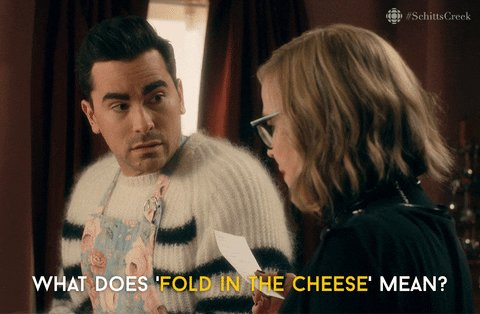 #SchittsCreek
WHAT DOES 'FOLD IN THE CHEESE' MEAN?